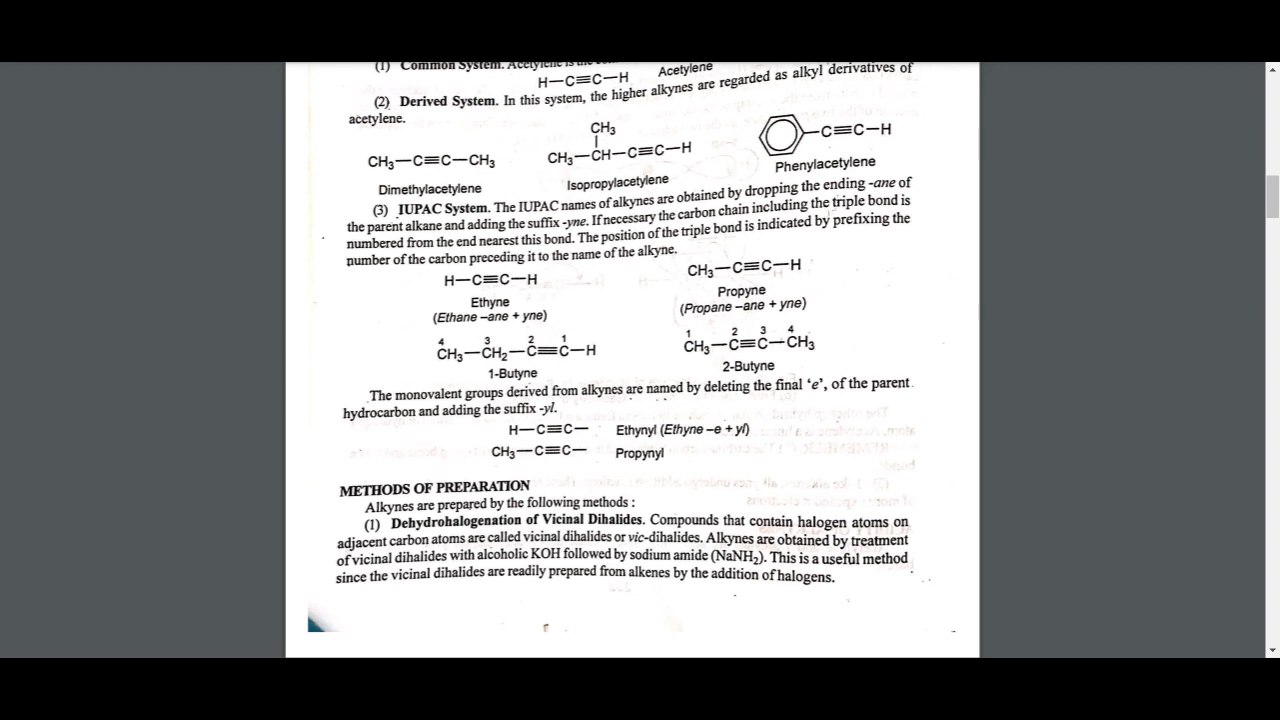 (1) Common System. Acetylene is the
H—C≡C—H Acetylene
(2) Derived System. In this system, the higher alkynes are regarded as alkyl derivatives of
acetylene.
CH₃
CH₃—C≡C—CH₃ CH₃—CH—C≡C—H —C≡C—H
Dimethylacetylene Isopropylacetylene Phenylacetylene
(3) IUPAC System. The IUPAC names of alkynes are obtained by dropping the ending -ane of
the parent alkane and adding the suffix -yne. If necessary the carbon chain including the triple bond is
numbered from the end nearest this bond. The position of the triple bond is indicated by prefixing the
number of the carbon preceding it to the name of the alkyne.
H—C≡C—H CH₃—C≡C—H
Ethyne Propyne
(Ethane –ane + yne) (Propane –ane + yne)
4 3 2 1 1 2 3 4
CH₃—CH₂—C≡C—H CH₃—C≡C—CH₃
1-Butyne 2-Butyne
The monovalent groups derived from alkynes are named by deleting the final ‘e’, of the parent
hydrocarbon and adding the suffix -yl.
H—C≡C— Ethynyl (Ethyne –e + yl)
CH₃—C≡C— Propynyl
METHODS OF PREPARATION
Alkynes are prepared by the following methods :
(1) Dehydrohalogenation of Vicinal Dihalides. Compounds that contain halogen atoms on
adjacent carbon atoms are called vicinal dihalides or vic-dihalides. Alkynes are obtained by treatment
of vicinal dihalides with alcoholic KOH followed by sodium amide (NaNH₂). This is a useful method
since the vicinal dihalides are readily prepared from alkenes by the addition of halogens.